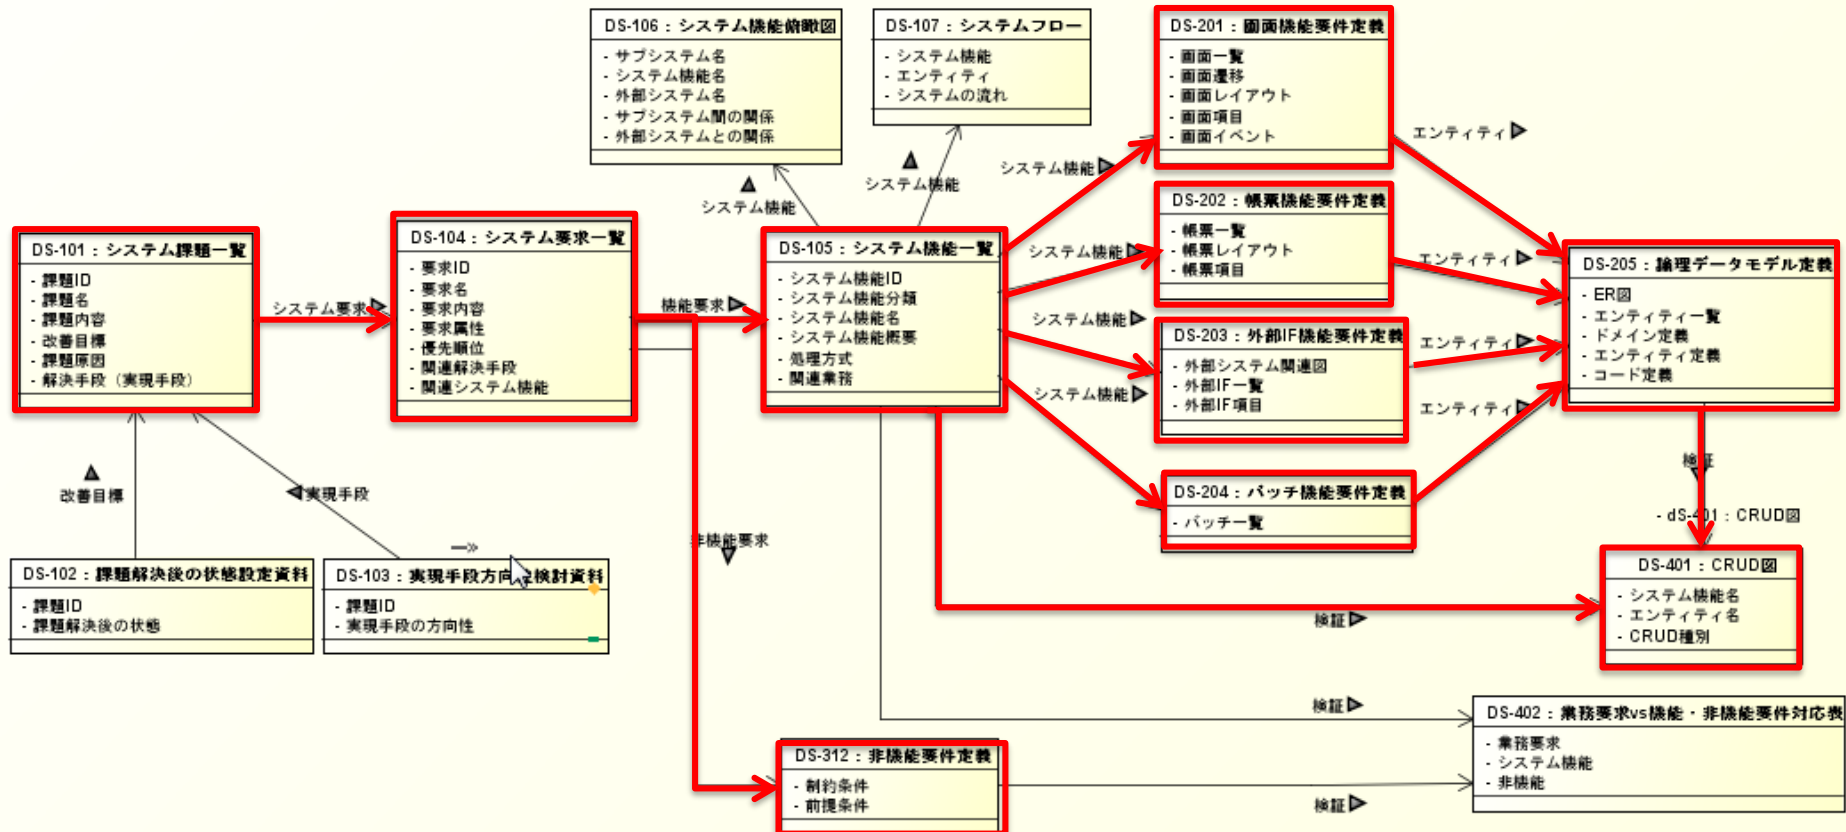 DS-106 : システム機能俯瞰図
- サブシステム名
- システム機能名
- 外部システム名
- サブシステム間の関係
- 外部システムとの関係
DS-107 : システムフロー
- システム機能
- エンティティ
- システムの流れ
DS-201 : 画面機能要件定義
- 画面一覧
- 画面遷移
- 画面レイアウト
- 画面項目
- 画面イベント
エンティティ
システム機能
システム機能
システム機能
DS-202 : 帳票機能要件定義
- 帳票一覧
- 帳票レイアウト
- 帳票項目
システム機能
エンティティ
DS-101 : システム課題一覧
- 課題ID
- 課題名
- 課題内容
- 改善目標
- 課題原因
- 解決手段（実現手段）
システム要求
DS-104 : システム要求一覧
- 要求ID
- 要求名
- 要求内容
- 要求属性
- 優先順位
- 関連解決手段
- 関連システム機能
機能要求
DS-105 : システム機能一覧
- システム機能ID
- システム機能分類
- システム機能名
- システム機能概要
- 処理方式
- 関連業務
システム機能
DS-203 : 外部IF機能要件定義
- 外部システム関連図
- 外部IF一覧
- 外部IF項目
エンティティ
システム機能
エンティティ
DS-205 : 論理データモデル定義
- ER図
- エンティティ一覧
- ドメイン定義
- エンティティ定義
- コード定義
検証
DS-204 : バッチ機能要件定義
- バッチ一覧
- dS-401 : CRUD図
改善目標
実現手段
非機能要求
DS-102 : 課題解決後の状態設定資料
- 課題ID
- 課題解決後の状態
DS-103 : 実現手段方向性検討資料
- 課題ID
- 実現手段の方向性
DS-401 : CRUD図
- システム機能名
- エンティティ名
- CRUD種別
検証
検証
DS-402 : 業務要求vs機能・非機能要件対応表
- 業務要求
- システム機能
- 非機能
DS-312 : 非機能要件定義
- 制約条件
- 前提条件
検証